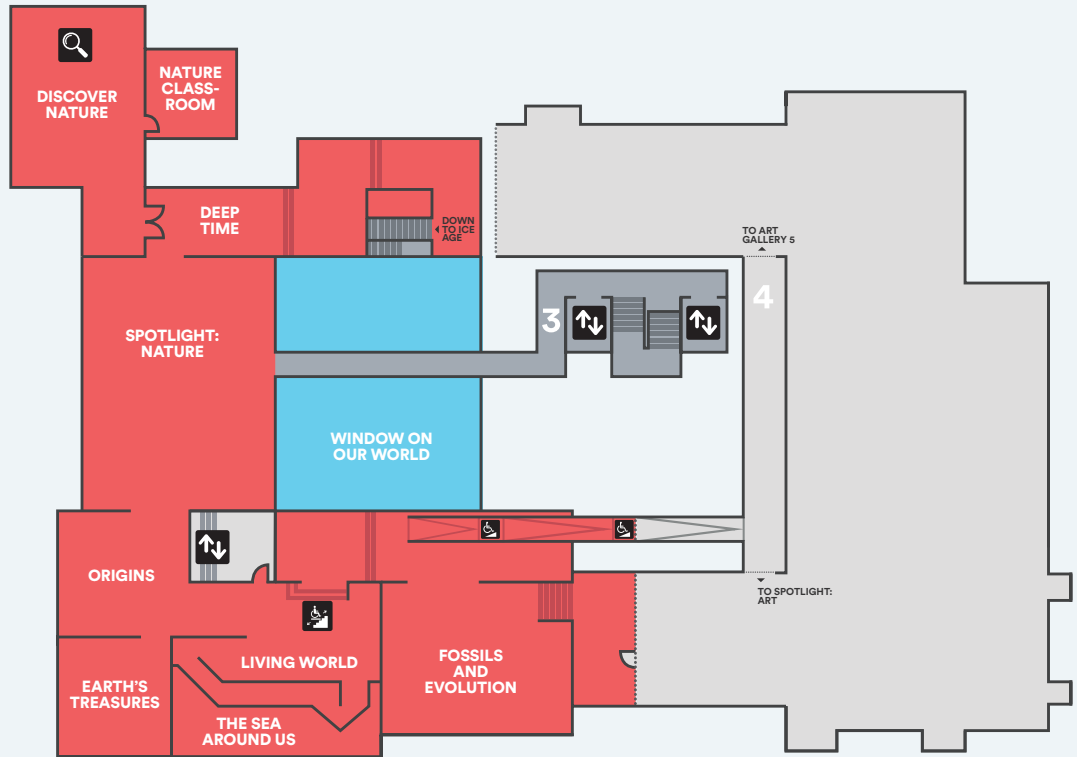 DISCOVER
NATURE
NATURE
CLASS-
ROOM
DEEP
TIME
DOWN
TO ICE
AGE
TO ART
GALLERY 5
3
4
SPOTLIGHT:
NATURE
WINDOW ON
OUR WORLD
ORIGINS
TO SPOTLIGHT:
ART
LIVING WORLD
FOSSILS
AND
EVOLUTION
EARTH'S
TREASURES
THE SEA
AROUND US